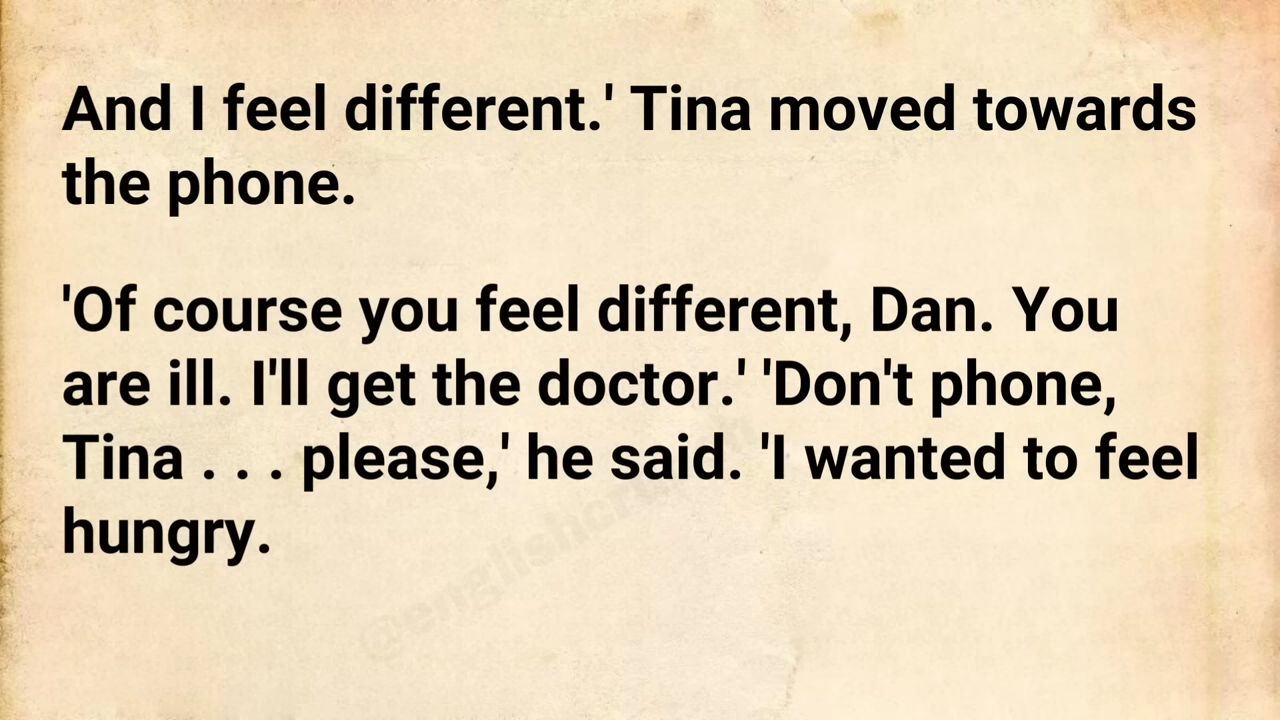 And I feel different.' Tina moved towards
the phone.
'Of course you feel different, Dan. You
are ill. I'll get the doctor.' 'Don't phone,
Tina . . . please,' he said. 'I wanted to feel
hungry.